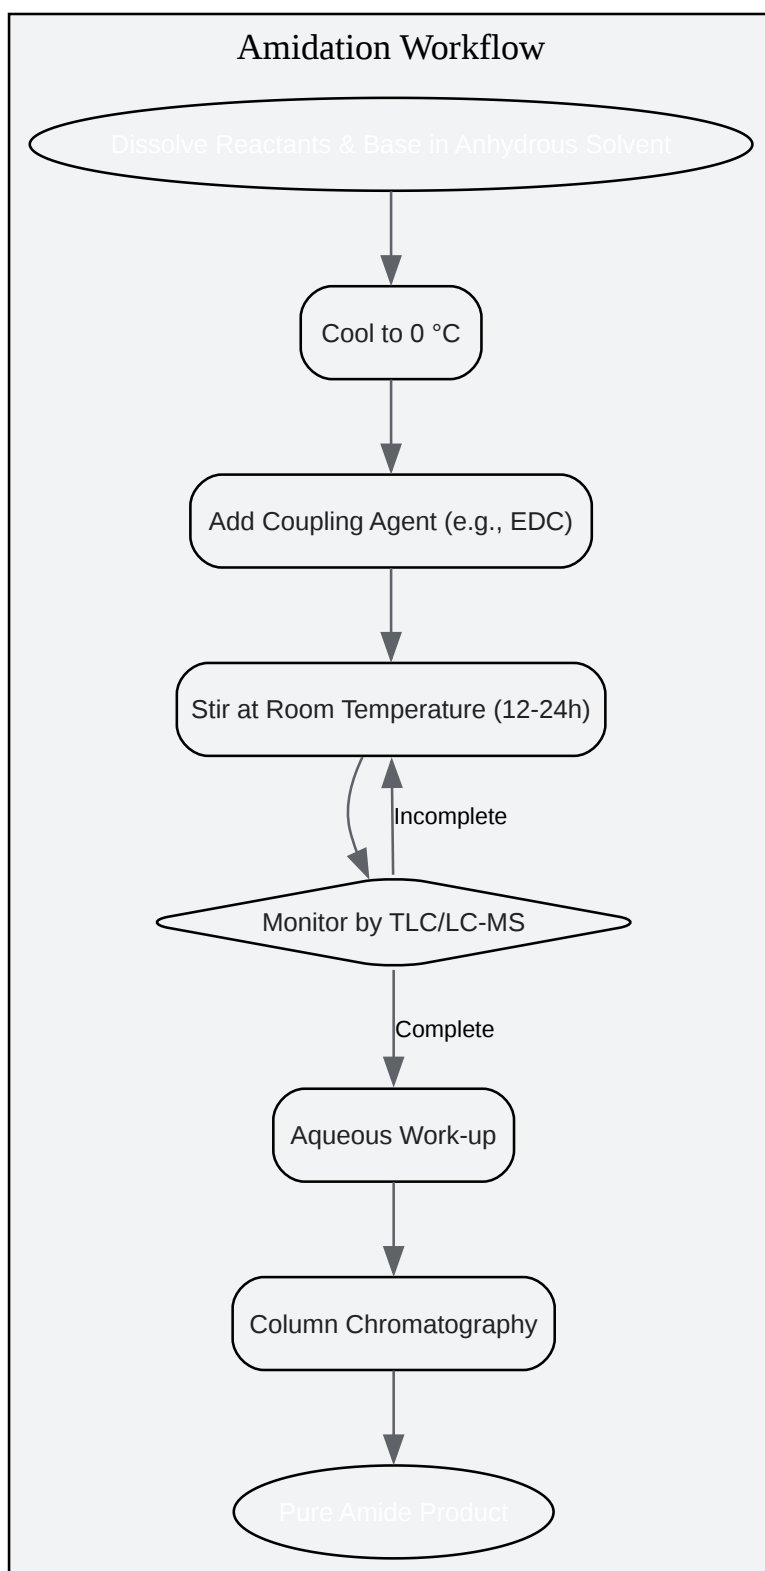 Amidation Workflow
Dissolve Reactants & Base in Anhydrous Solvent
Cool to 0 °C
Add Coupling Agent (e.g., EDC)
Stir at Room Temperature (12-24h)
Incomplete
Monitor by TLC/LC-MS
Complete
Aqueous Work-up
Column Chromatography
Pure Amide Product